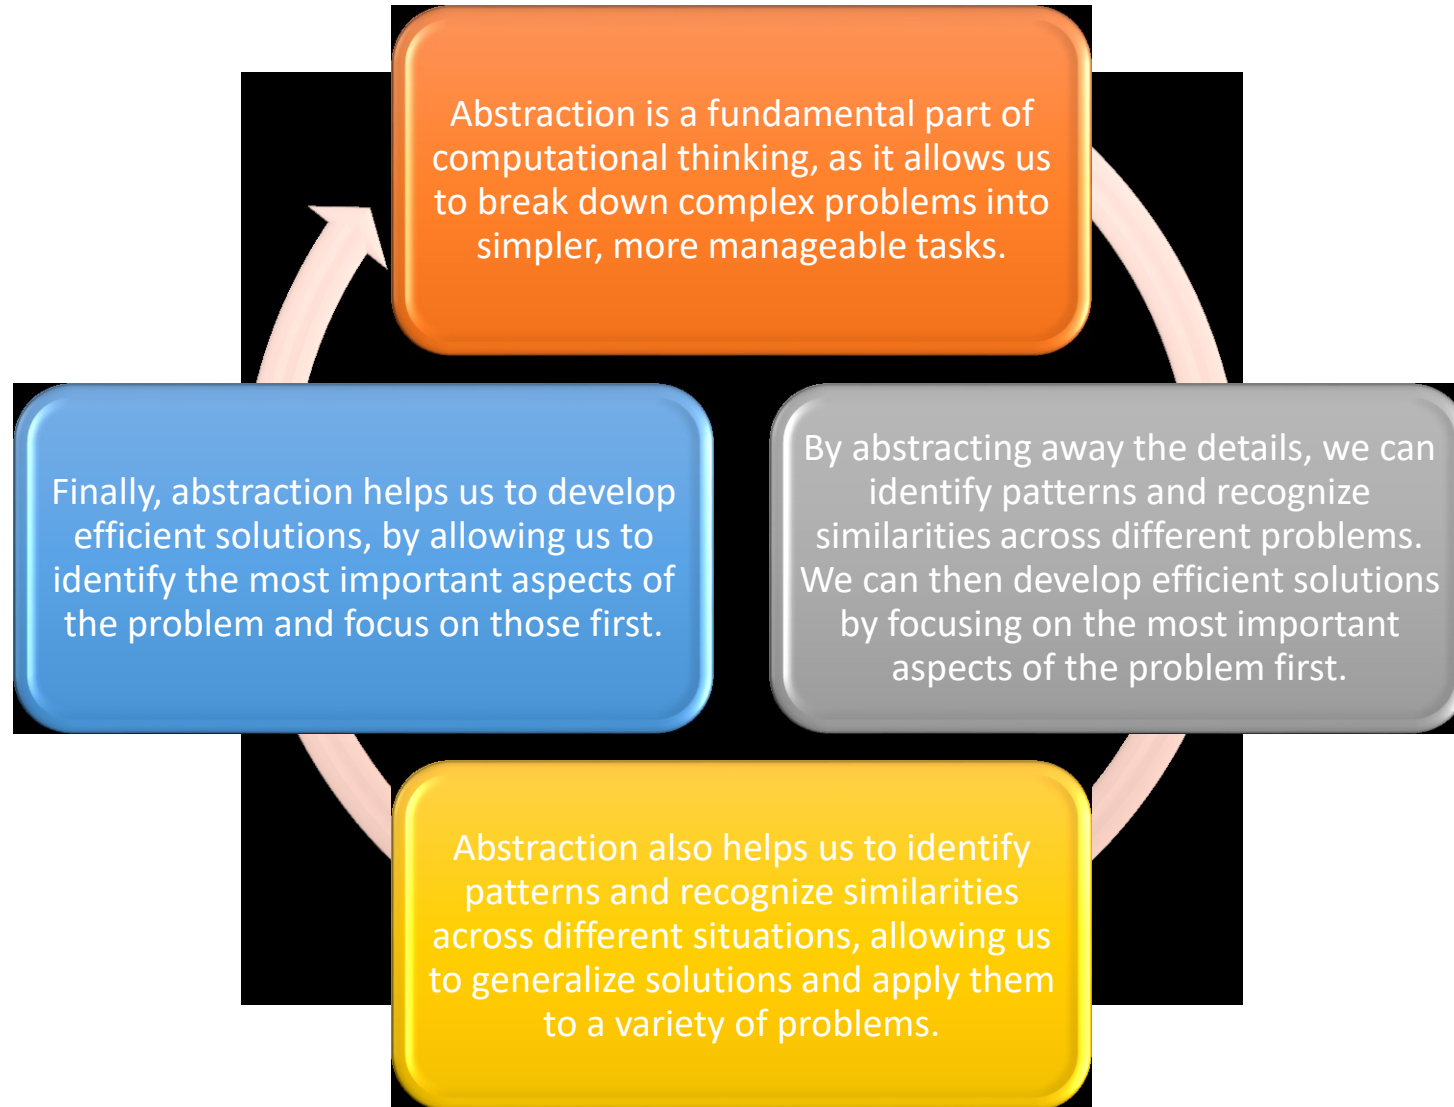 Abstraction is a fundamental part of
computational thinking, as it allows us
to break down complex problems into
simpler, more manageable tasks.
By abstracting away the details, we can
identify patterns and recognize
similarities across different problems.
We can then develop efficient solutions
by focusing on the most important
aspects of the problem first.
Abstraction also helps us to identify
patterns and recognize similarities
across different situations, allowing us
to generalize solutions and apply them
to a variety of problems.
Finally, abstraction helps us to develop
efficient solutions, by allowing us to
identify the most important aspects of
the problem and focus on those first.